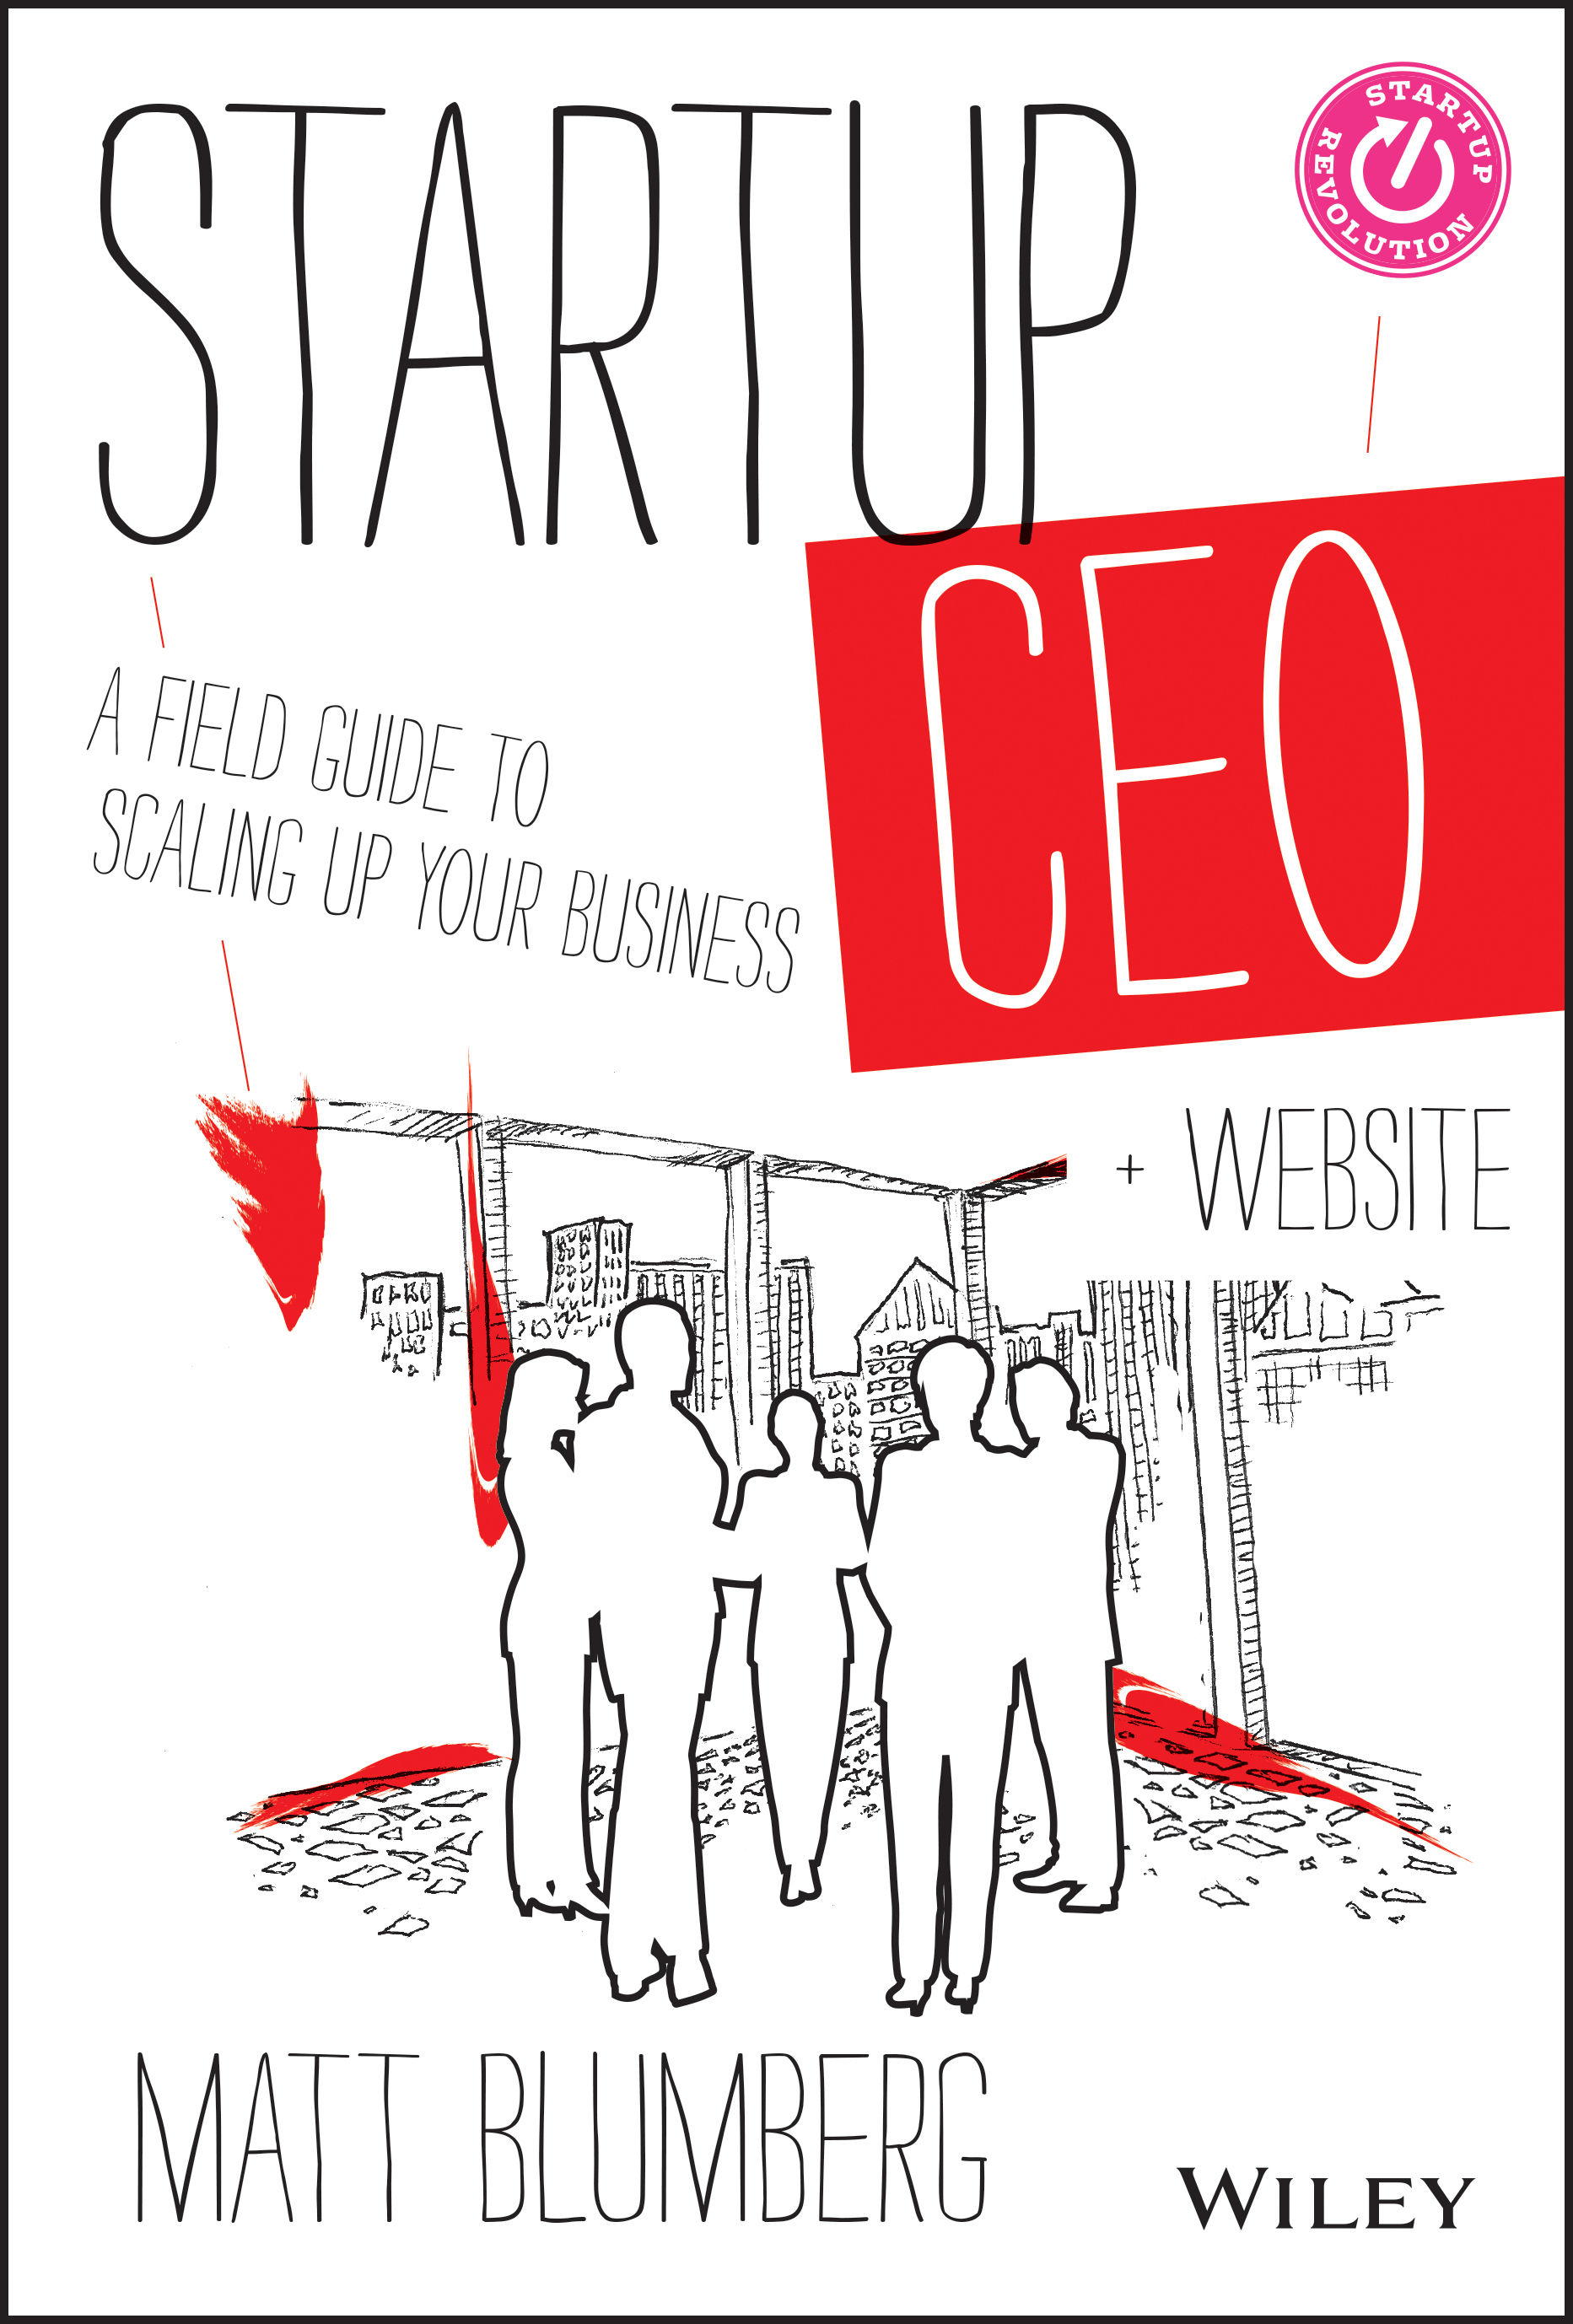 STARTUP
STARTUP REVOLUTION
CEO
A FIELD GUIDE TO
SCALING UP YOUR BUSINESS
+ WEBSITE
MATT BLUMBERG
WILEY